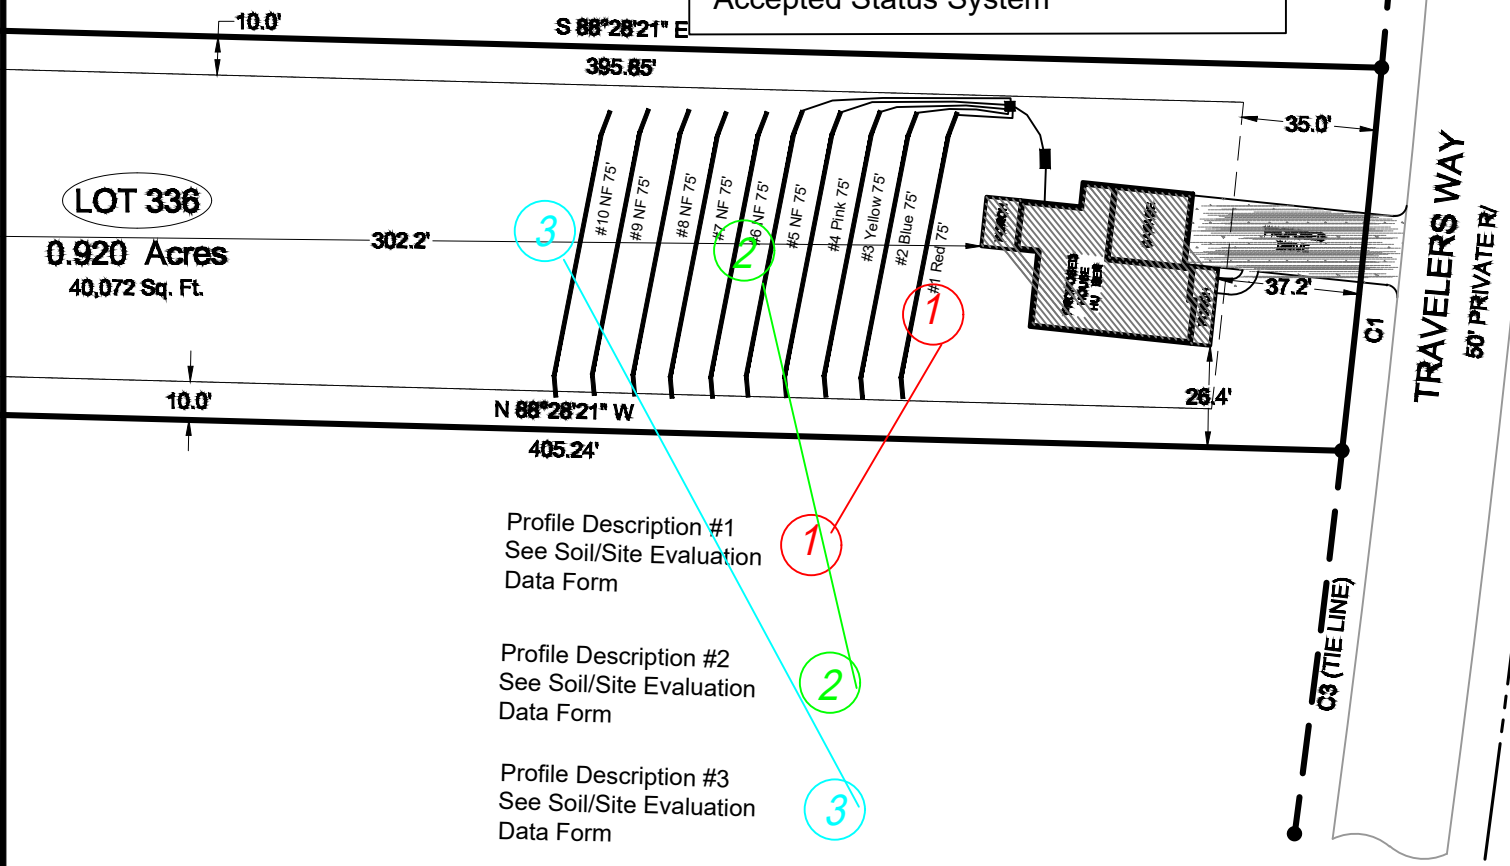 Accepted Status System
10.0'
S 88°28'21" E
395.85'
35.0'
LOT 336
0.920 Acres
40,072 Sq. Ft.
302.2'
#10 NF 75'
#9 NF 75'
#8 NF 75'
#7 NF 75'
#6 NF 75'
#5 NF 75'
#4 Pink 75'
#3 Yellow 75'
#2 Blue 75'
#1 Red 75'
3
2
1
PROPOSED
HOUSE
37.2'
C1
TRAVELERS WAY
50' PRIVATE R/
10.0'
N 88°28'21" W
405.24'
26.4'
Profile Description #1
See Soil/Site Evaluation
Data Form
1
Profile Description #2
See Soil/Site Evaluation
Data Form
2
Profile Description #3
See Soil/Site Evaluation
Data Form
3
C3 (TIE LINE)